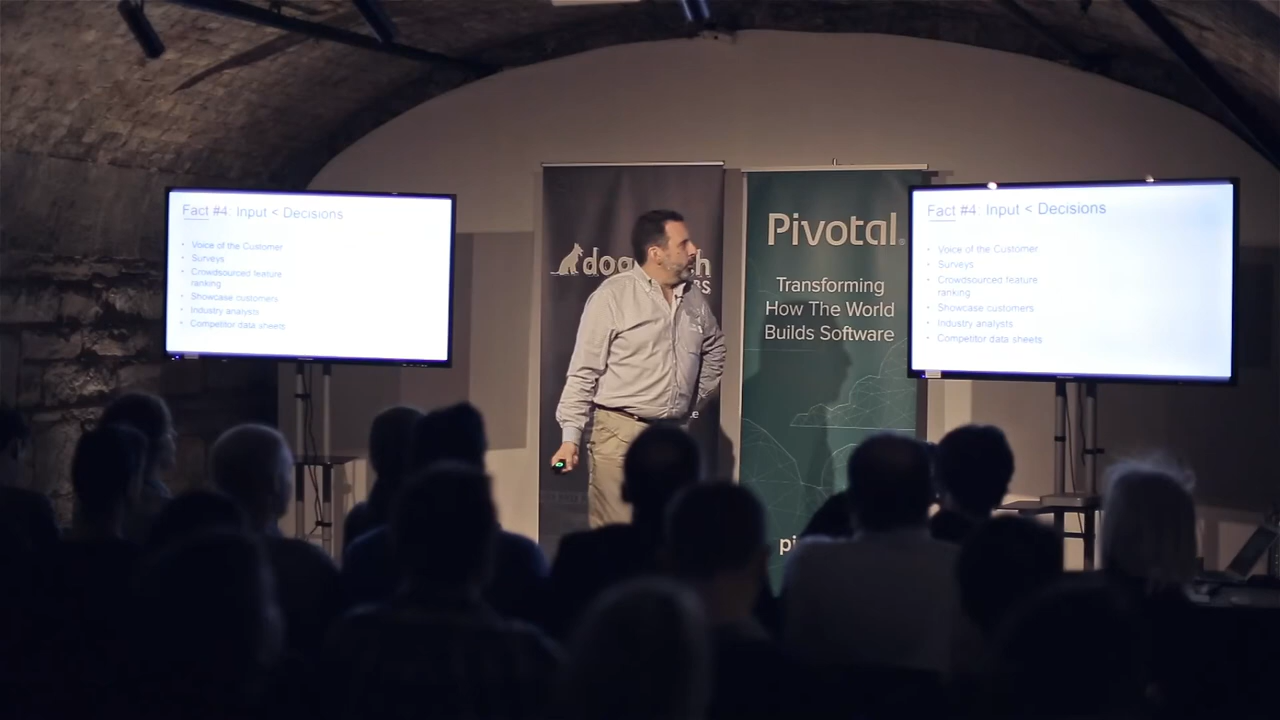 Fact #4: Input < Decisions
• Voice of the Customer
• Surveys
• Crowdsourced feature
ranking
• Showcase customers
• Industry analysts
• Competitor data sheets
Pivotal
Transforming
How The World
Builds Software
Fact #4: Input < Decisions
• Voice of the Customer
• Surveys
• Crowdsourced feature
ranking
• Showcase customers
• Industry analysts
• Competitor data sheets